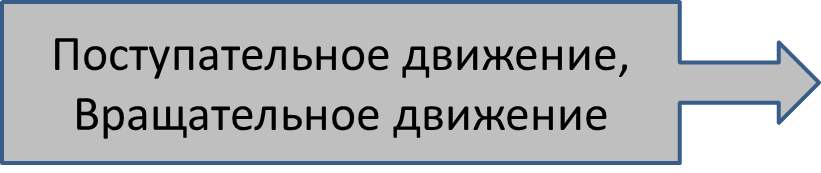 Поступательное движение,
Вращательное движение